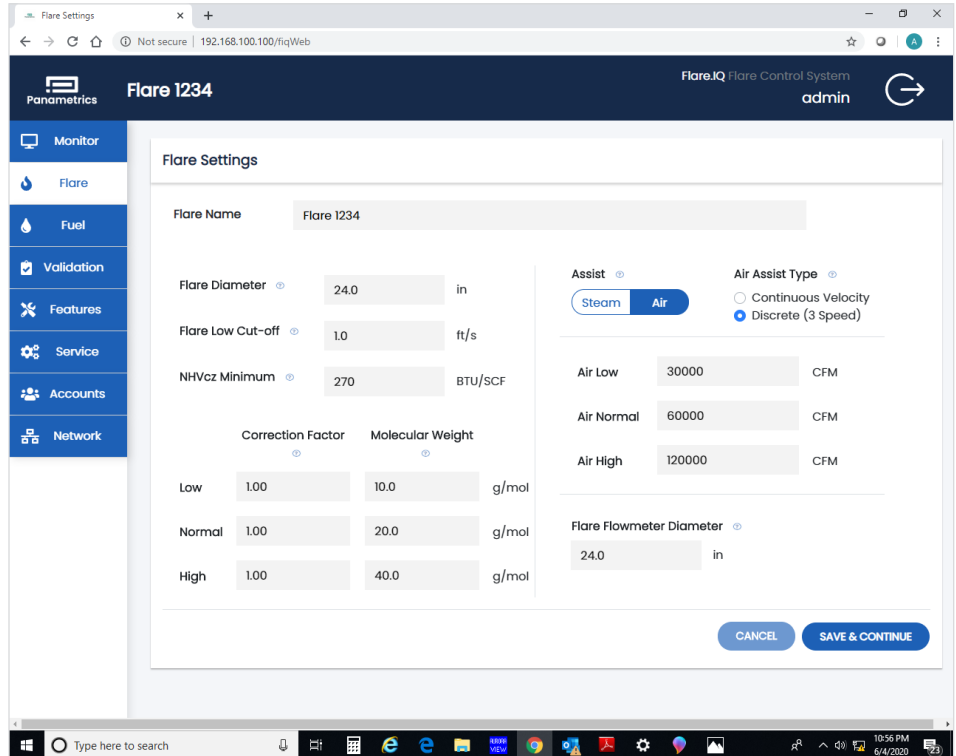 Flare Settings
Not secure | 192.168.100.100/fiqWeb
A
Panametrics
Flare 1234
Flare.IQ Flare Control System
admin
Monitor
Flare
Fuel
Validation
Features
Service
Accounts
Network
Flare Settings
Flare Name Flare 1234
Flare Diameter ? 24.0 in
Flare Low Cut-off ? 1.0 ft/s
NHVcz Minimum ? 270 BTU/SCF
Correction Factor Molecular Weight
? ?
Low 1.00 10.0 g/mol
Normal 1.00 20.0 g/mol
High 1.00 40.0 g/mol
Assist ? Air Assist Type ?
Steam Air
Continuous Velocity
Discrete (3 Speed)
Air Low 30000 CFM
Air Normal 60000 CFM
Air High 120000 CFM
Flare Flowmeter Diameter ?
24.0 in
CANCEL SAVE & CONTINUE
Type here to search
10:56 PM
6/4/2020
23